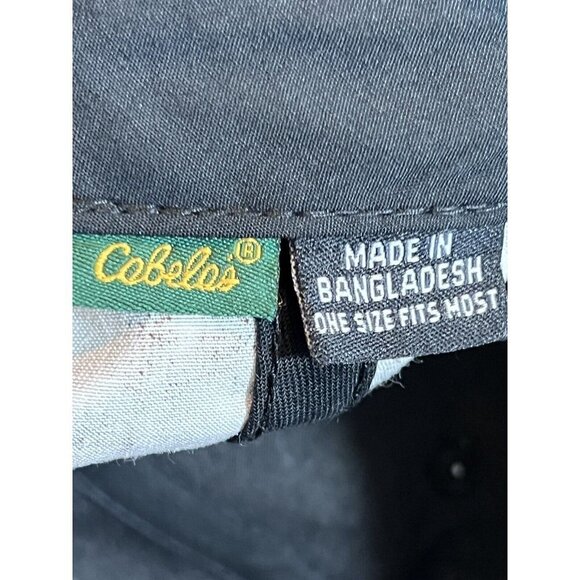 Cabela's®
MADE IN
BANGLADESH
ONE SIZE FITS MOST